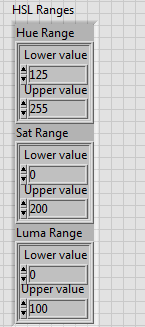 HSL Ranges
Hue Range
Lower value
125
Upper value
255
Sat Range
Lower value
0
Upper value
200
Luma Range
Lower value
0
Upper value
100